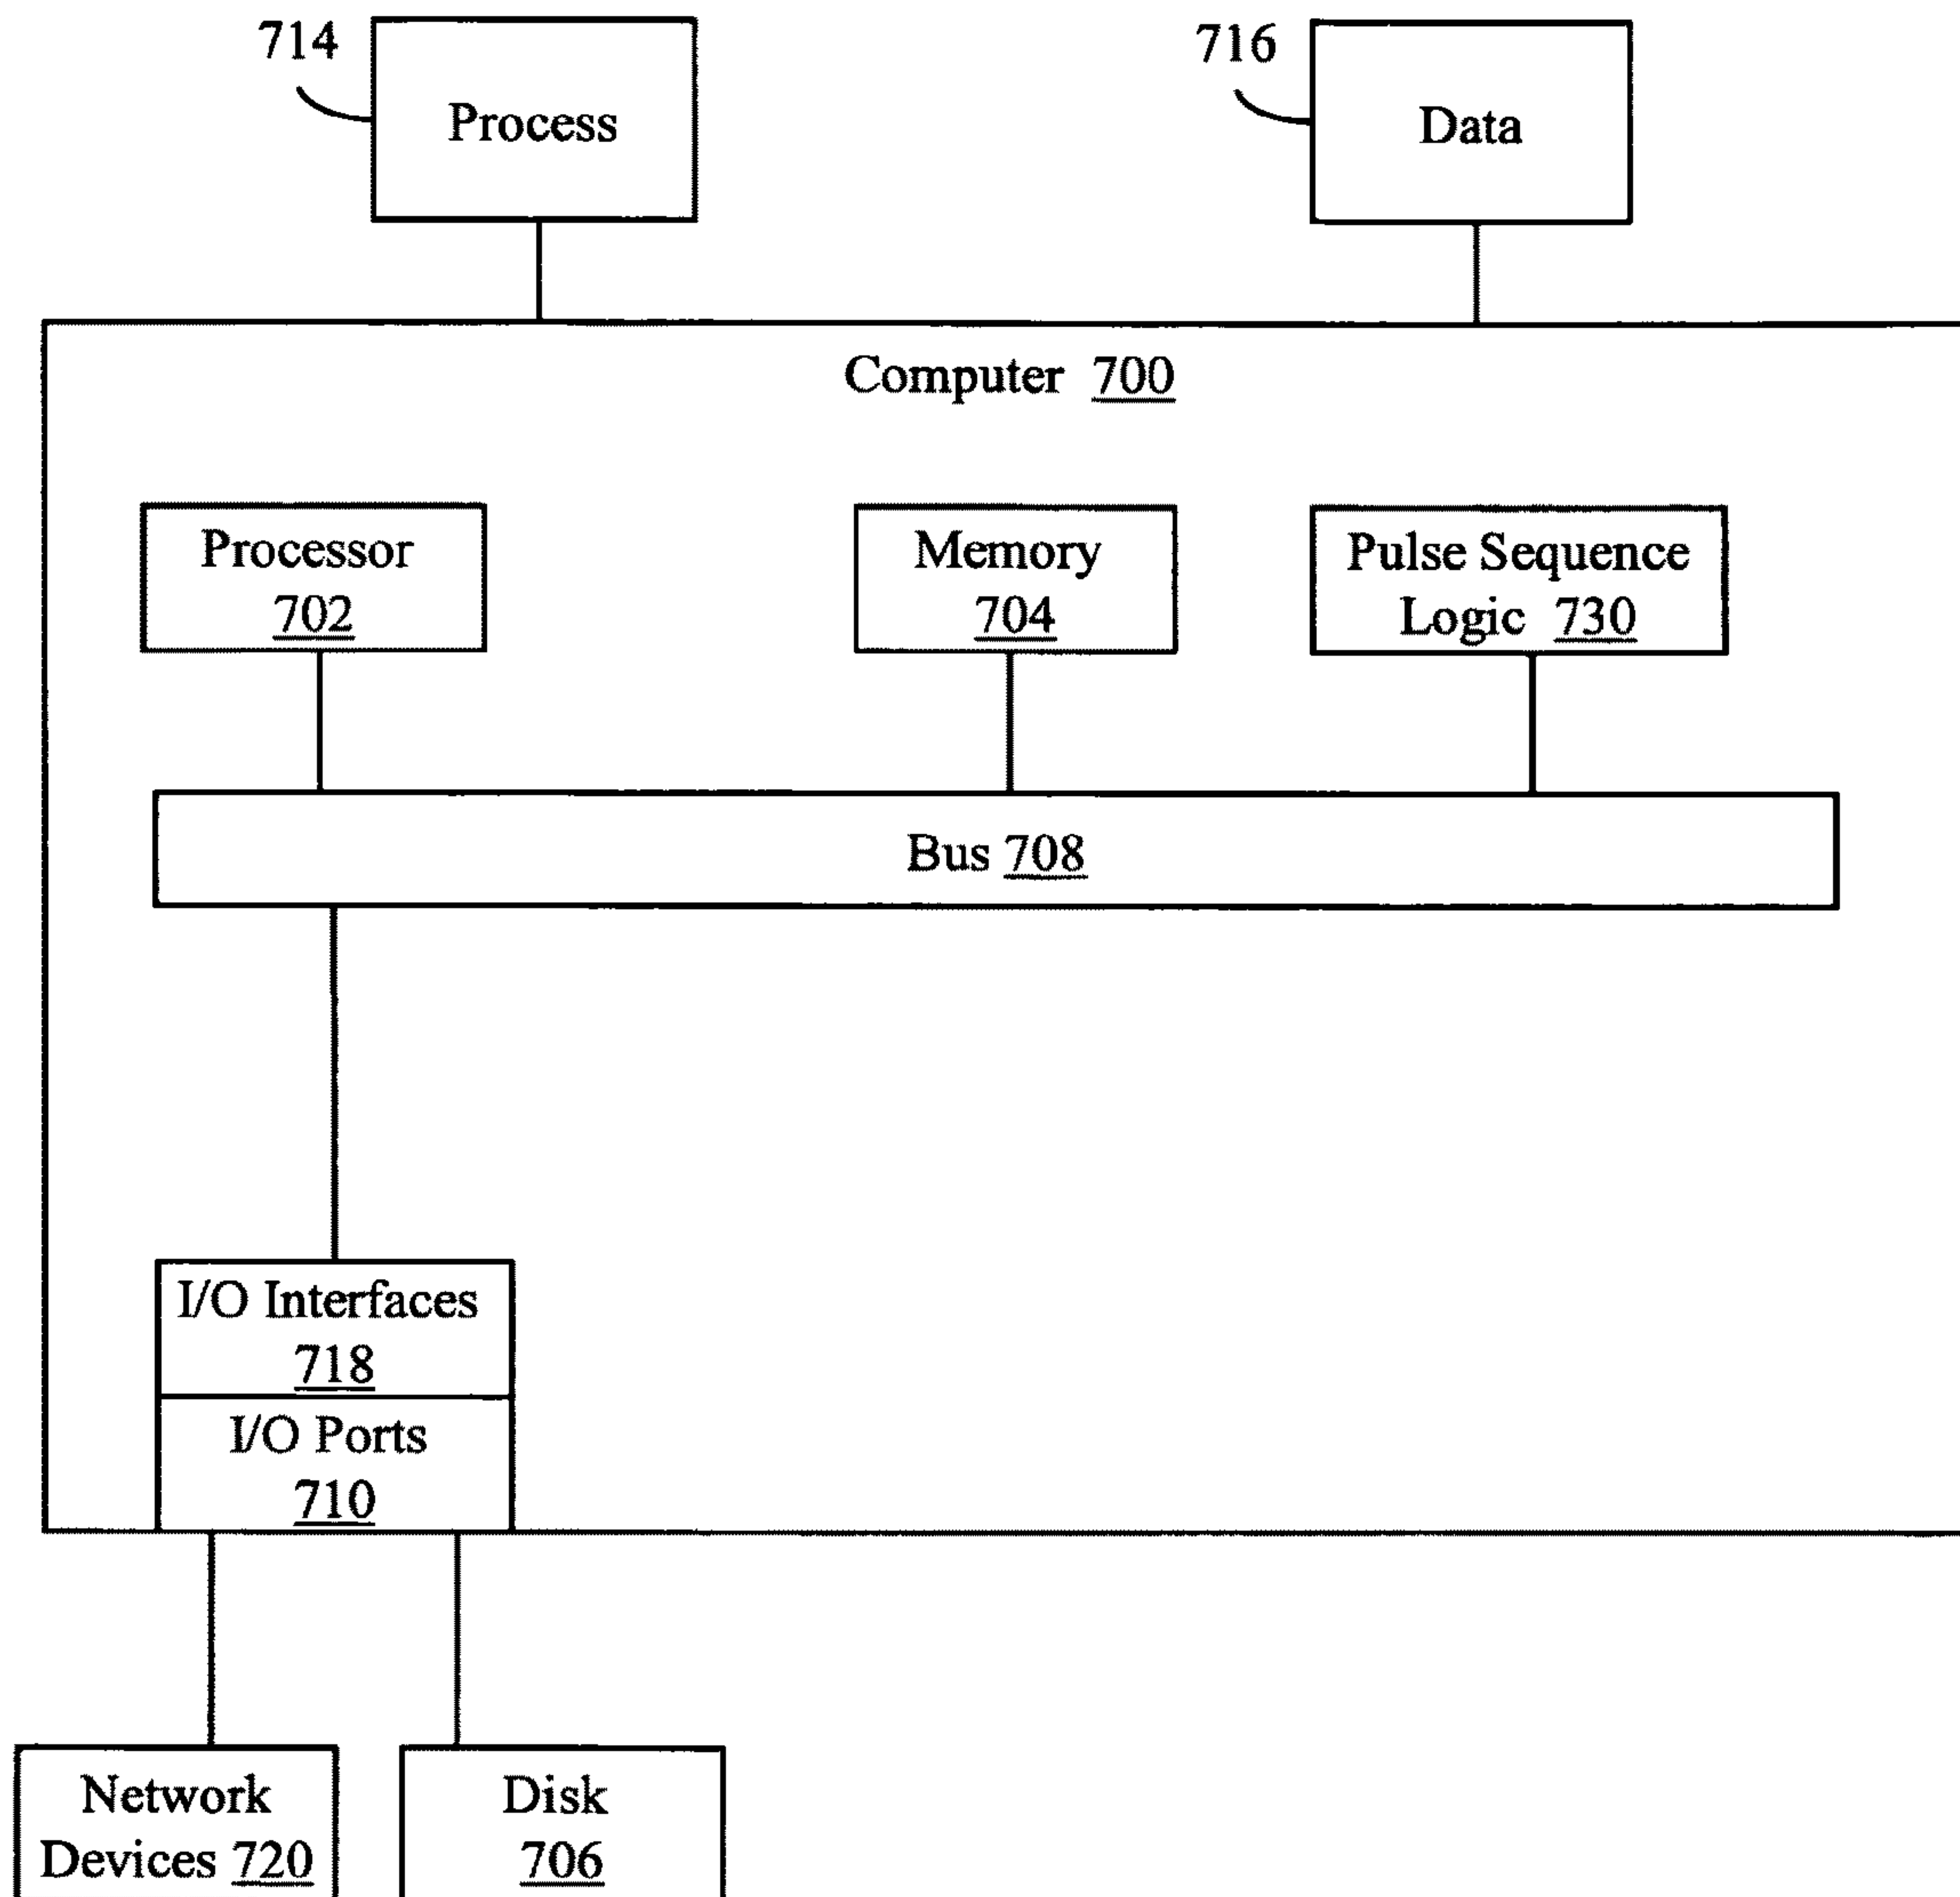 714
Process
716
Data
Computer 700
Processor
702
Memory
704
Pulse Sequence
Logic 730
Bus 708
I/O Interfaces
718
I/O Ports
710
Network
Devices 720
Disk
706